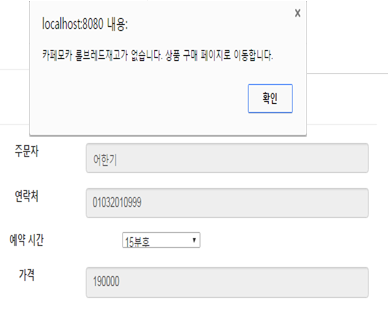 localhost:8080 내용:
카페모카 롤브레드재고가 없습니다. 상품 구매 페이지로 이동합니다.
확인
주문자
어한기
연락처
01032010999
예약 시간
15분후
가격
190000